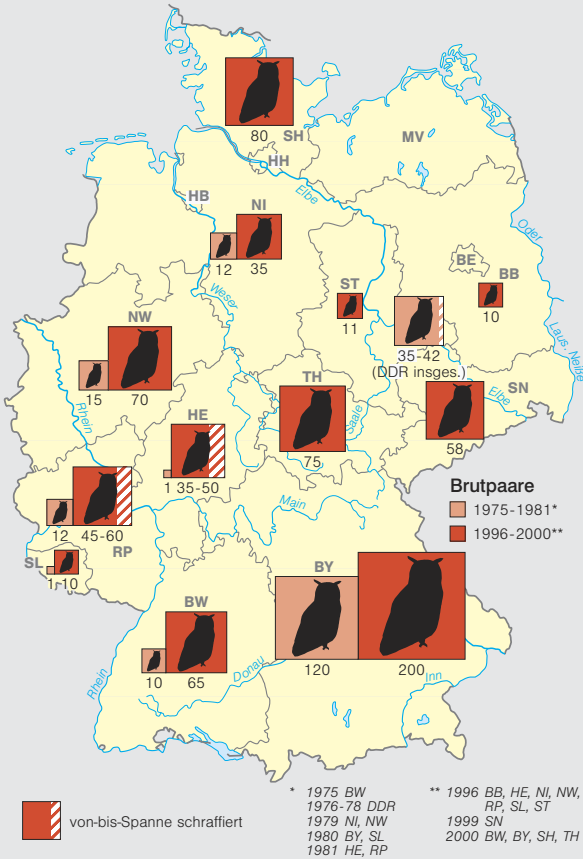 80
SH
MV
HH
HB
Elbe
NI
12 35
Oder
BE
BB
10
ST
11
Weser
NW
15 70
35-42
(DDR insges.)
Laus. Neiße
Rhein
HE
1 35-50
TH
75
Saale
SN
Elbe
58
Brutpaare
1975-1981*
1996-2000**
12 45-60
RP
Main
SL
1 10
BY
120 200
BW
10 65
Rhein
Donau
Inn
von-bis-Spanne schraffiert
* 1975 BW
1976-78 DDR
1979 NI, NW
1980 BY, SL
1981 HE, RP
** 1996 BB, HE, NI, NW,
RP, SL, ST
1999 SN
2000 BW, BY, SH, TH